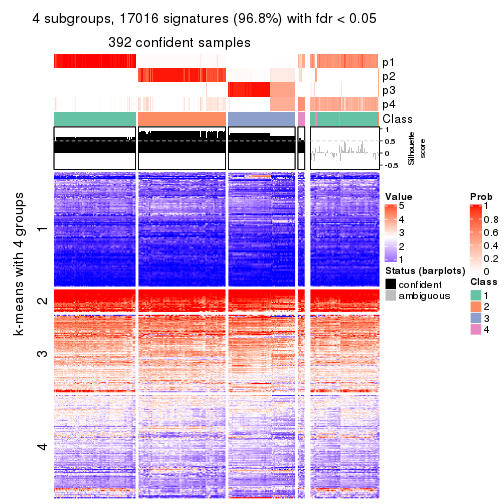 4 subgroups, 17016 signatures (96.8%) with fdr < 0.05
392 confident samples
p1
p2
p3
p4
Class
1
0.5
0
-0.5
Silhouette
score
k-means with 4 groups
1
2
3
4
Value
5
4
3
2
1
Status (barplots)
confident
ambiguous
Prob
1
0.8
0.6
0.4
0.2
0
Class
1
2
3
4